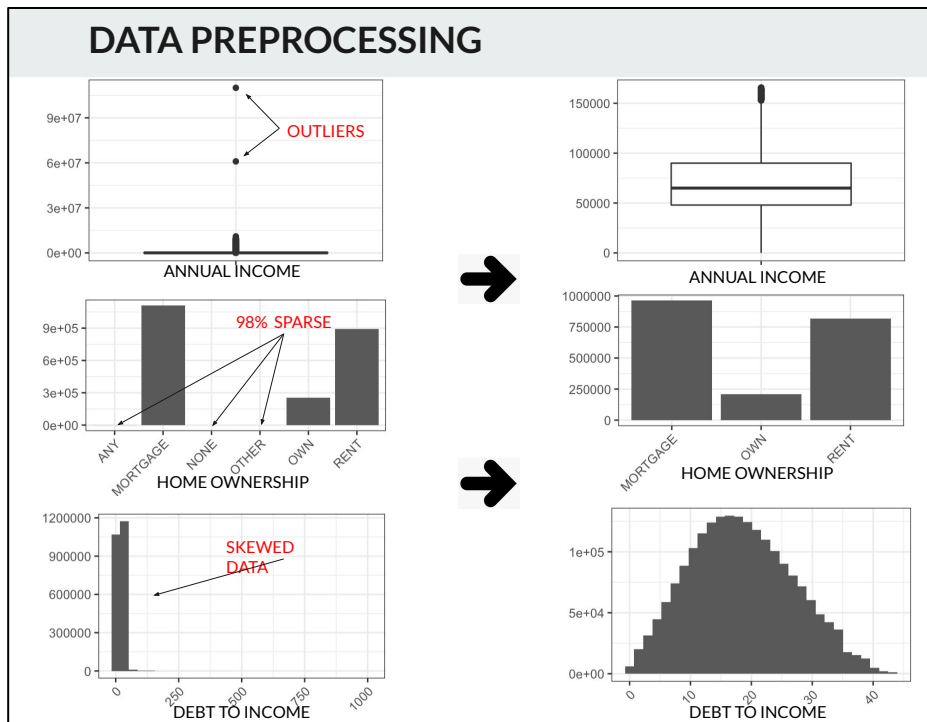 DATA PREPROCESSING
9e+07
6e+07
3e+07
0e+00
OUTLIERS
ANNUAL INCOME
150000
100000
50000
0
ANNUAL INCOME
9e+05
6e+05
3e+05
0e+00
98% SPARSE
ANY
MORTGAGE
NONE
OTHER
OWN
RENT
HOME OWNERSHIP
1000000
750000
500000
250000
0
MORTGAGE
OWN
RENT
HOME OWNERSHIP
1200000
900000
600000
300000
0
SKEWED
DATA
0
250
500
750
1000
DEBT TO INCOME
1e+05
5e+04
0e+00
0
10
20
30
40
DEBT TO INCOME